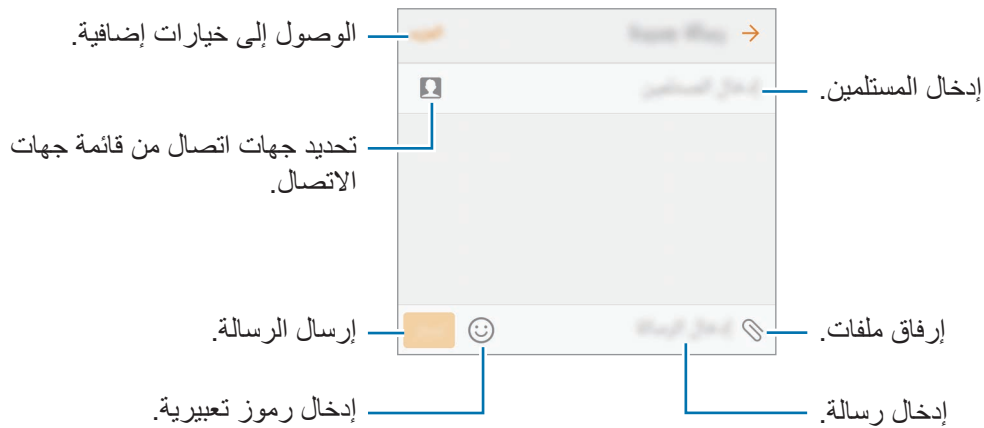 الوصول إلى خيارات إضافية.
إدخال المستلمين.
تحديد جهات اتصال من قائمة جهات
الاتصال.
إرسال الرسالة.
إرفاق ملفات.
إدخال رموز تعبيرية.
إدخال رسالة.